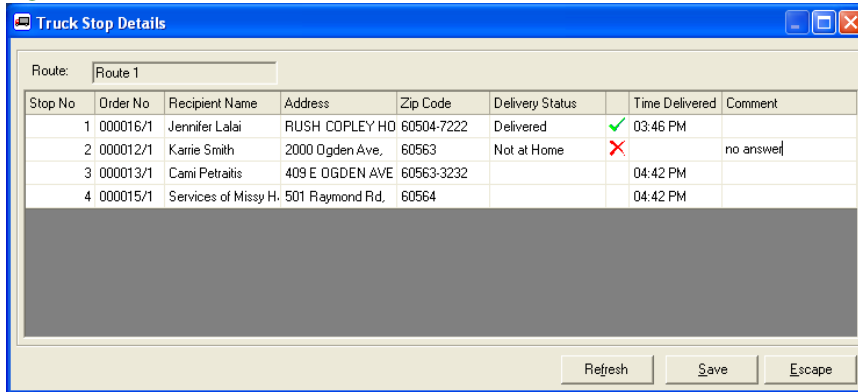 Truck Stop Details
Route: Route 1
Stop No Order No Recipient Name Address Zip Code Delivery Status Time Delivered Comment
1 000016/1 Jennifer Lalai RUSH COPLEY HO 60504-7222 Delivered 03:46 PM
2 000012/1 Karrie Smith 2000 Ogden Ave, 60563 Not at Home no answer
3 000013/1 Cami Petraitis 409 E OGDEN AVE 60563-3232 04:42 PM
4 000015/1 Services of Missy H 501 Raymond Rd, 60564 04:42 PM
Refresh Save Escape